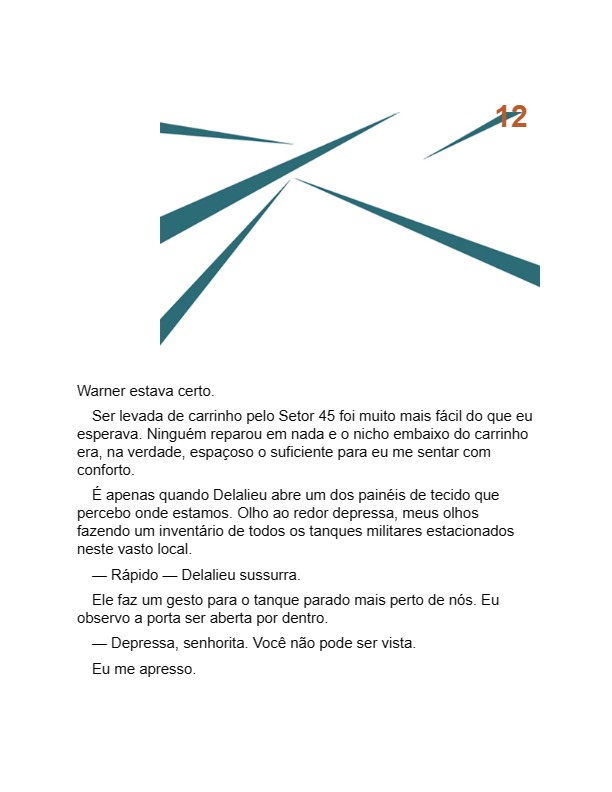 12
Warner estava certo.
Ser levada de carrinho pelo Setor 45 foi muito mais fácil do que eu
esperava. Ninguém reparou em nada e o nicho embaixo do carrinho
era, na verdade, espaçoso o suficiente para eu me sentar com
conforto.
É apenas quando Delalieu abre um dos painéis de tecido que
percebo onde estamos. Olho ao redor depressa, meus olhos
fazendo um inventário de todos os tanques militares estacionados
neste vasto local.
— Rápido — Delalieu sussurra.
Ele faz um gesto para o tanque parado mais perto de nós. Eu
observo a porta ser aberta por dentro.
— Depressa, senhorita. Você não pode ser vista.
Eu me apresso.